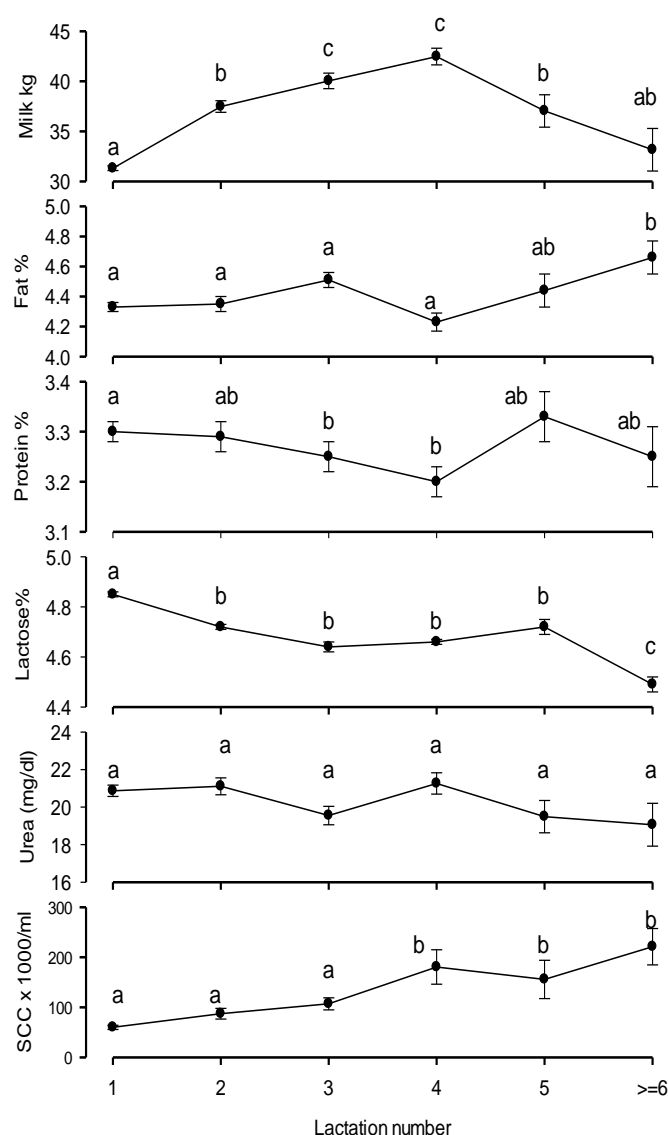 45
c
c
40
b
b
ab
Milk kg
35
a
30
5.0
b
4.8
a
ab
Fat %
4.6
a
a
a
4.4
4.2
4.0
3.4
a
ab
ab
ab
Protein %
3.3
b
b
3.2
3.1
5.0
a
b
b
b
b
4.8
Lactose%
c
4.6
4.4
24
a
a
22
a
a
a
a
Urea (mg/dl)
20
18
16
300
b
b
b
SCC x 1000/ml
200
a
a
a
100
0
1 2 3 4 5 >=6
Lactation number